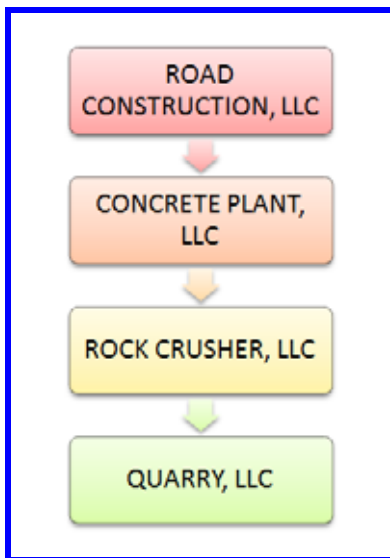 ROAD
CONSTRUCTION, LLC
CONCRETE PLANT,
LLC
ROCK CRUSHER, LLC
QUARRY, LLC